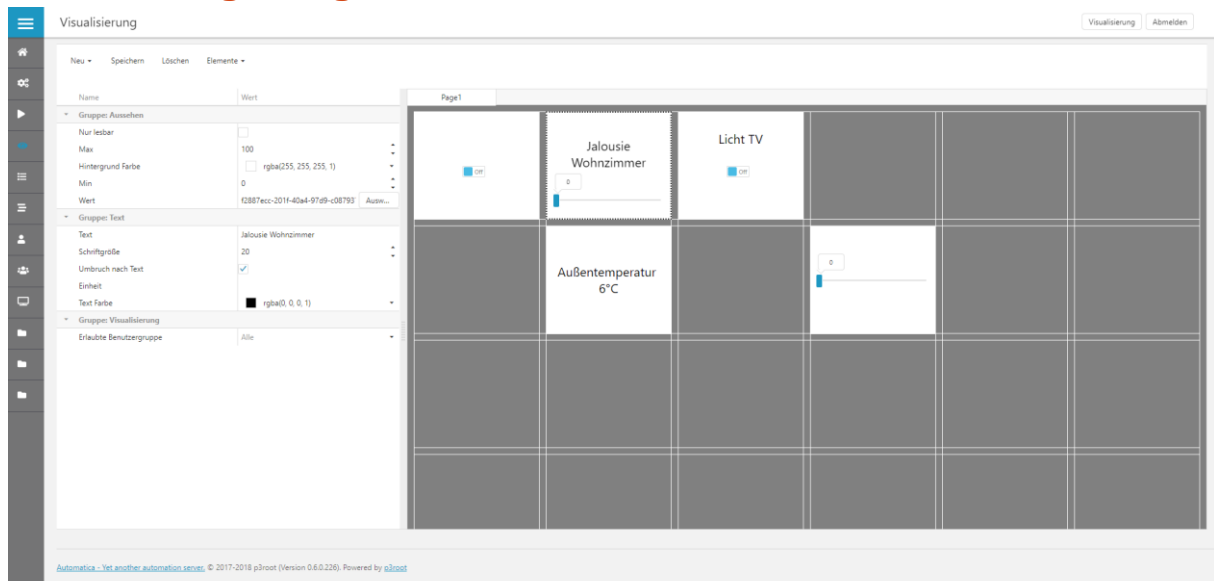 Visualisierung
Visualisierung Abmelden
Neu Speichern Löschen Elemente
Name Wert
Gruppe: Aussehen
Nur lesbar
Max 100
Hintergrund Farbe rgba(255, 255, 255, 1)
Min 0
Wert f2887ecc-201f-40a4-97d9-c08793 Ausw...
Gruppe: Text
Text Jalousie Wohnzimmer
Schriftgröße 20
Umbruch nach Text
Einheit
Text Farbe rgba(0, 0, 0, 1)
Gruppe: Visualisierung
Erlaubte Benutzergruppe Alle
Page1
Off
Jalousie
Wohnzimmer
0
Licht TV
Off
Außentemperatur
6°C
0
Automatica - Yet another automation server. © 2017-2018 p3root (Version 0.6.0.226). Powered by p3root